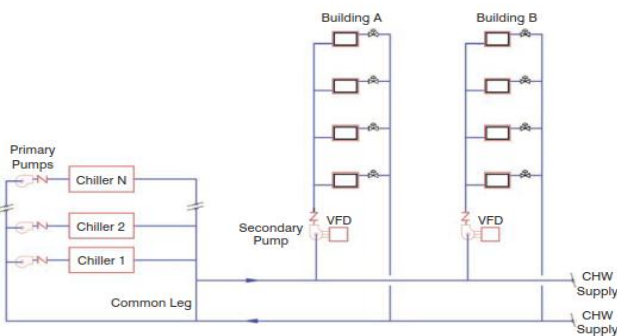 Building A
Building B
Primary
Pumps
Chiller N
Chiller 2
Chiller 1
Secondary
Pump
VFD
VFD
Common Leg
CHW
Supply
CHW
Supply